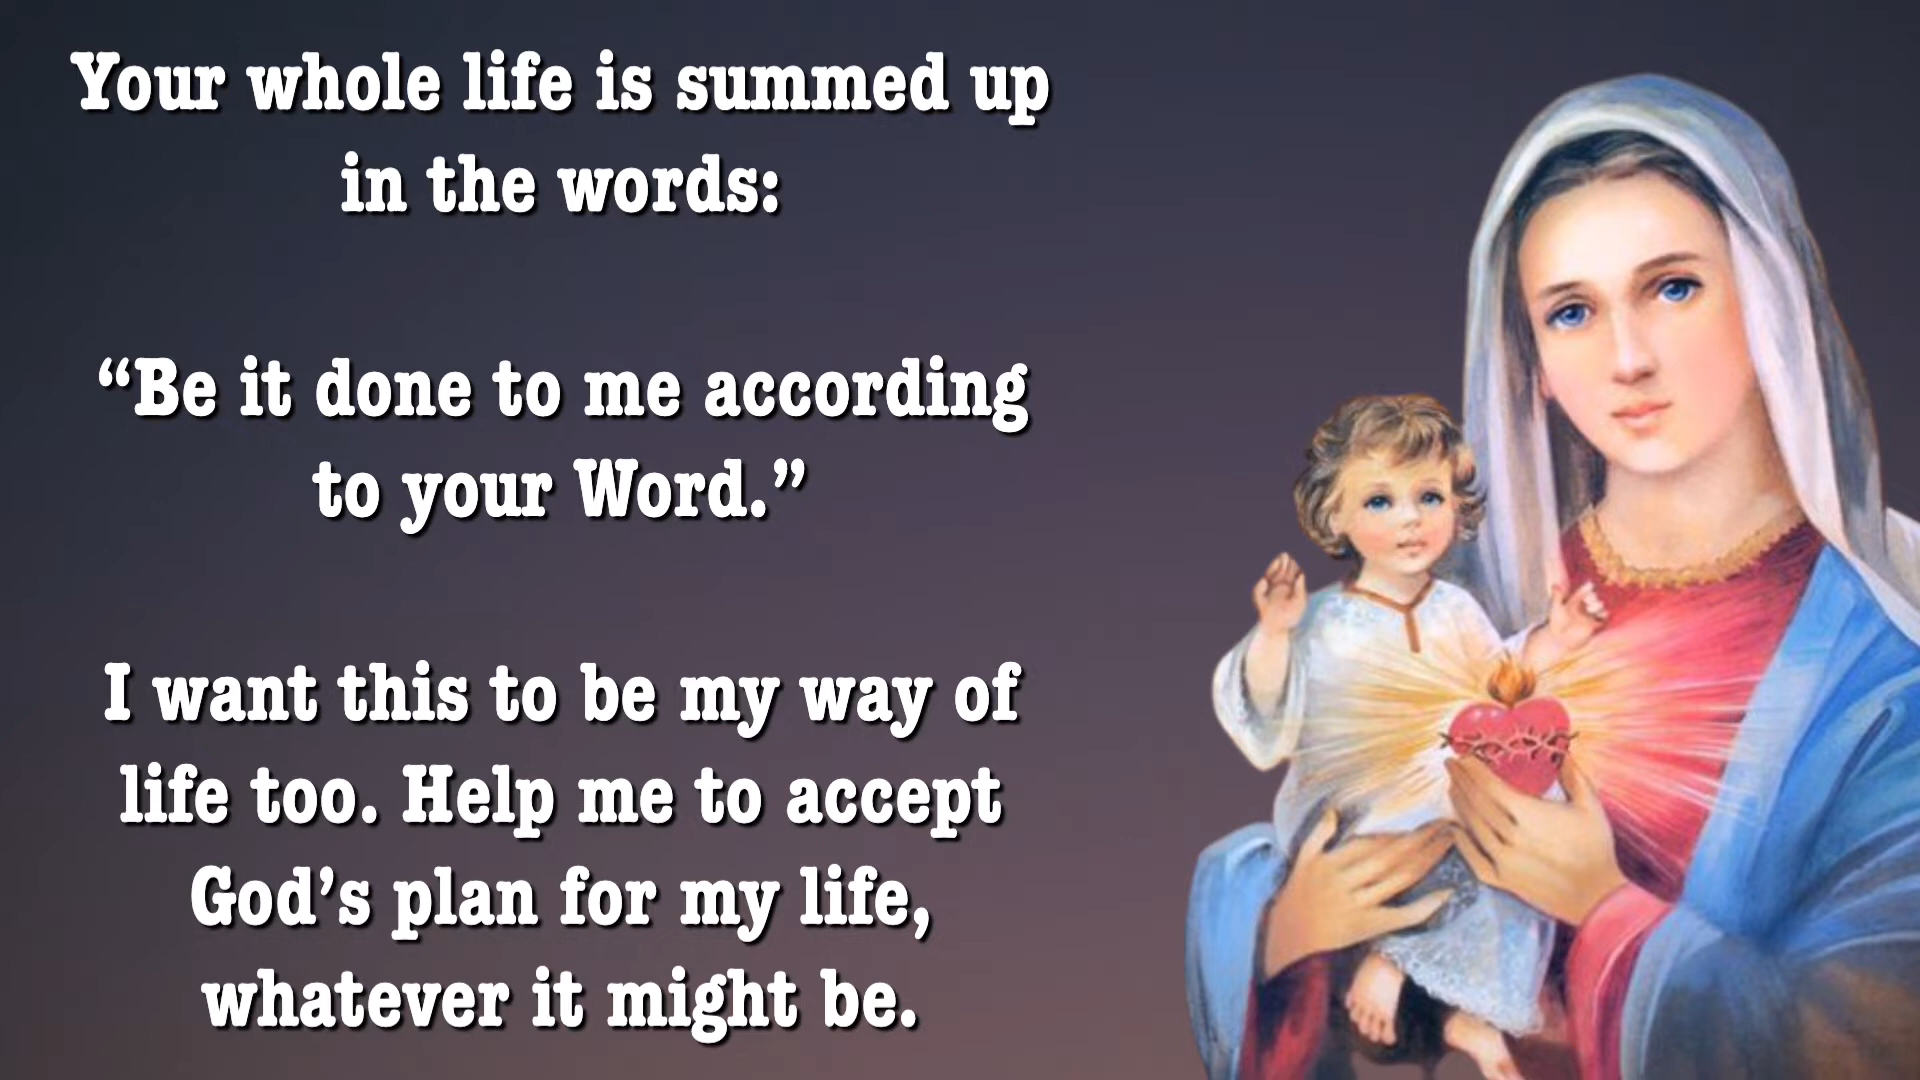 Your whole life is summed up
in the words:
“Be it done to me according
to your Word.”
I want this to be my way of
life too. Help me to accept
God’s plan for my life,
whatever it might be.